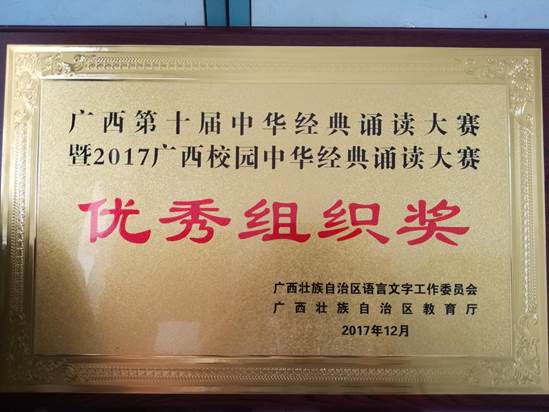 广西第十届中华经典诵读大赛
暨2017广西校园中华经典诵读大赛
优秀组织奖
广西壮族自治区语言文字工作委员会
广西壮族自治区教育厅
2017年12月